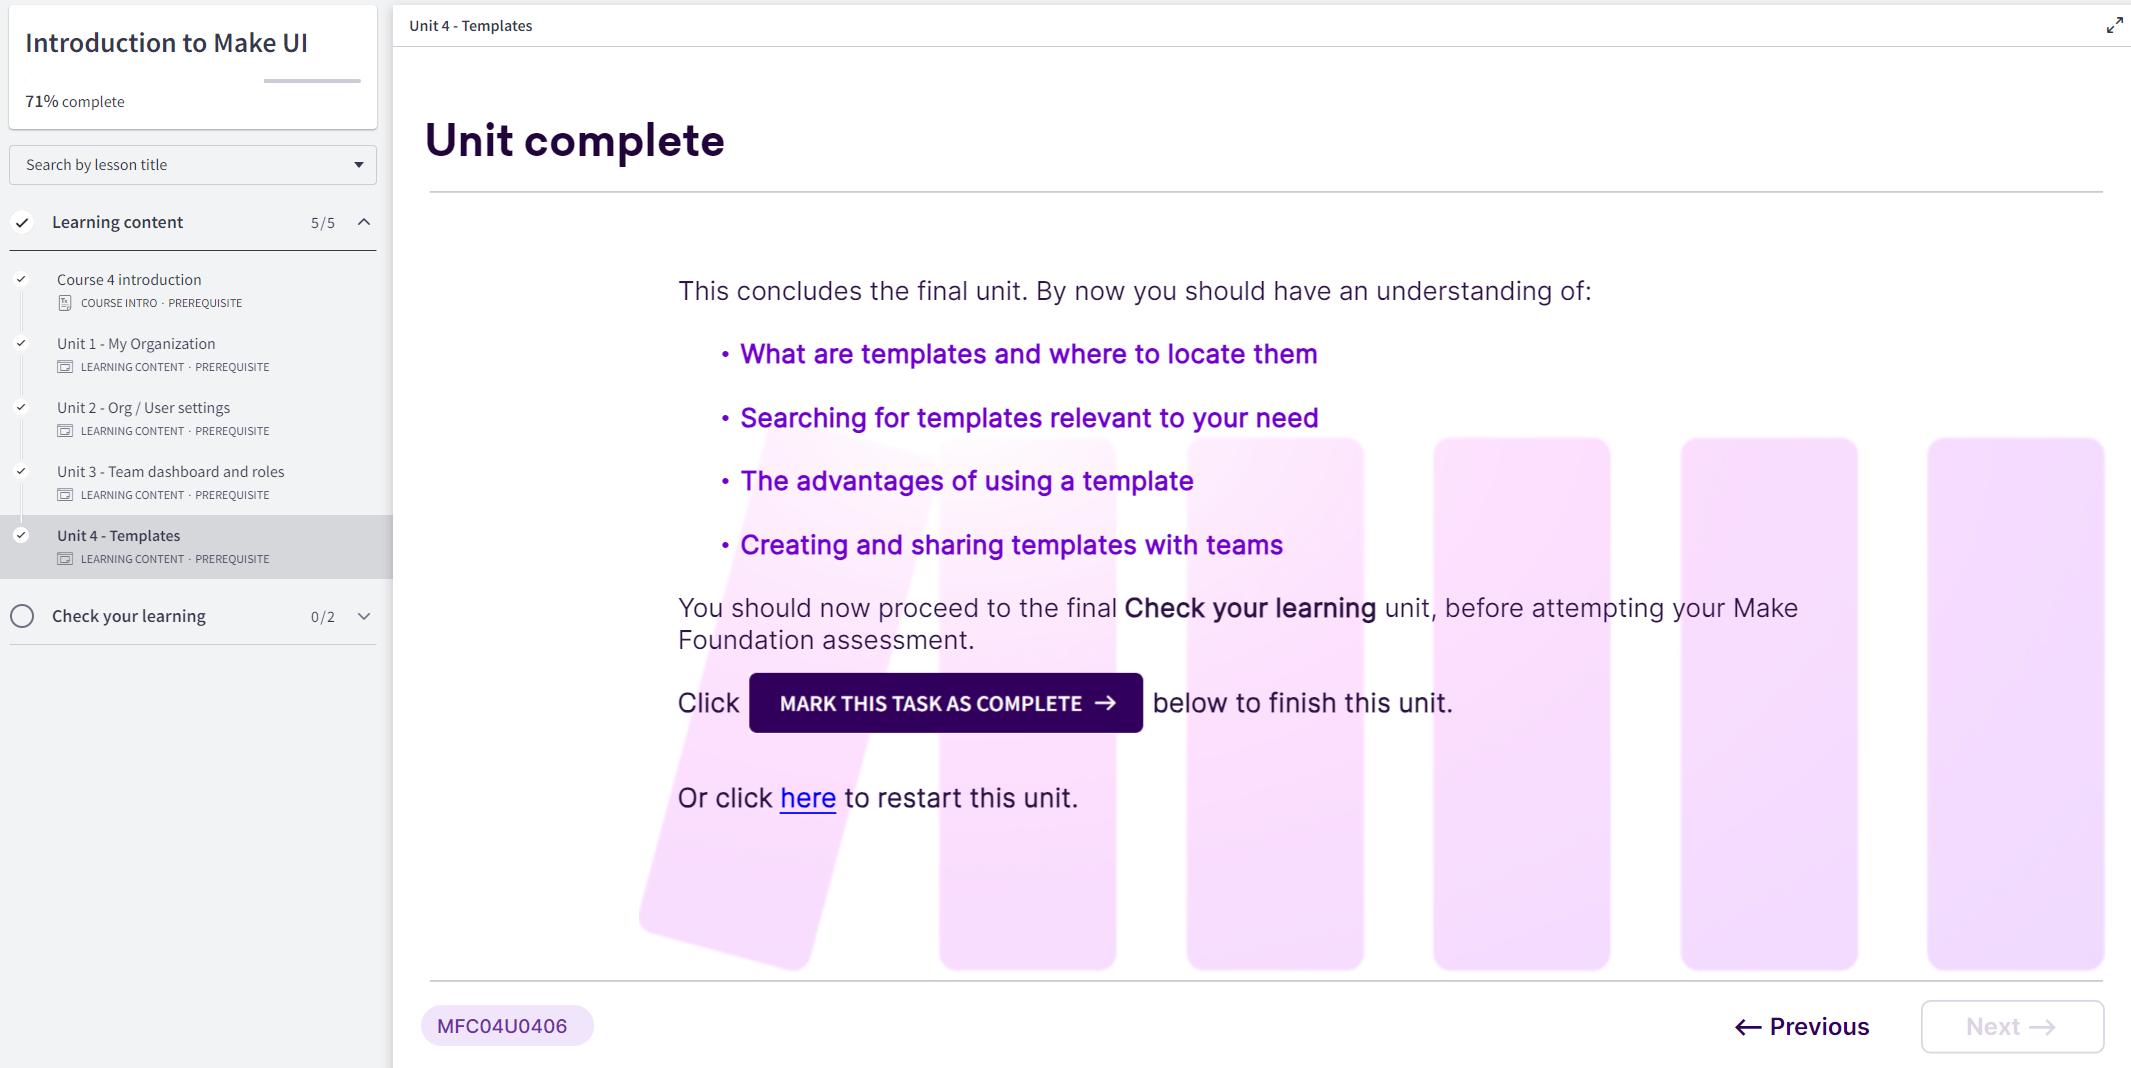 Introduction to Make UI
71% complete
Search by lesson title
Learning content 5/5
Course 4 introduction
COURSE INTRO · PREREQUISITE
Unit 1 - My Organization
LEARNING CONTENT · PREREQUISITE
Unit 2 - Org / User settings
LEARNING CONTENT · PREREQUISITE
Unit 3 - Team dashboard and roles
LEARNING CONTENT · PREREQUISITE
Unit 4 - Templates
LEARNING CONTENT · PREREQUISITE
Check your learning 0/2
Unit 4 - Templates
Unit complete
This concludes the final unit. By now you should have an understanding of:
• What are templates and where to locate them
• Searching for templates relevant to your need
• The advantages of using a template
• Creating and sharing templates with teams
You should now proceed to the final Check your learning unit, before attempting your Make
Foundation assessment.
Click MARK THIS TASK AS COMPLETE → below to finish this unit.
Or click here to restart this unit.
MFC04U0406
← Previous
Next →